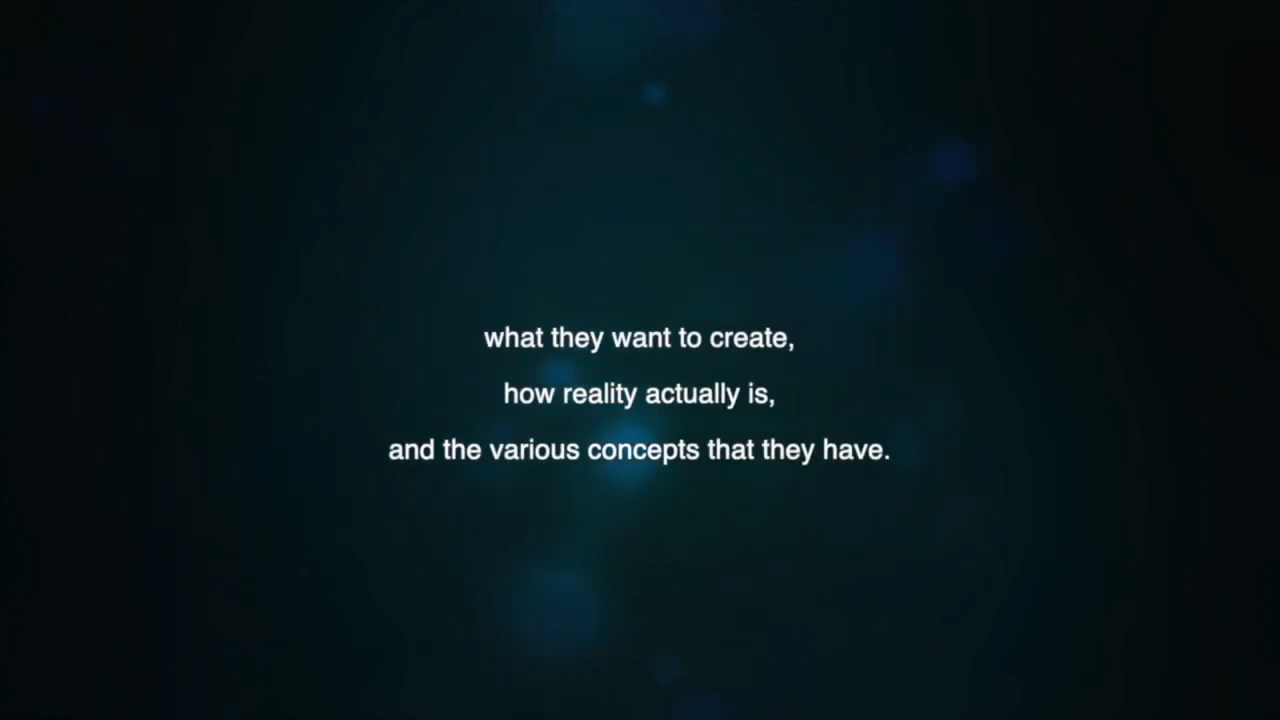 what they want to create,
how reality actually is,
and the various concepts that they have.